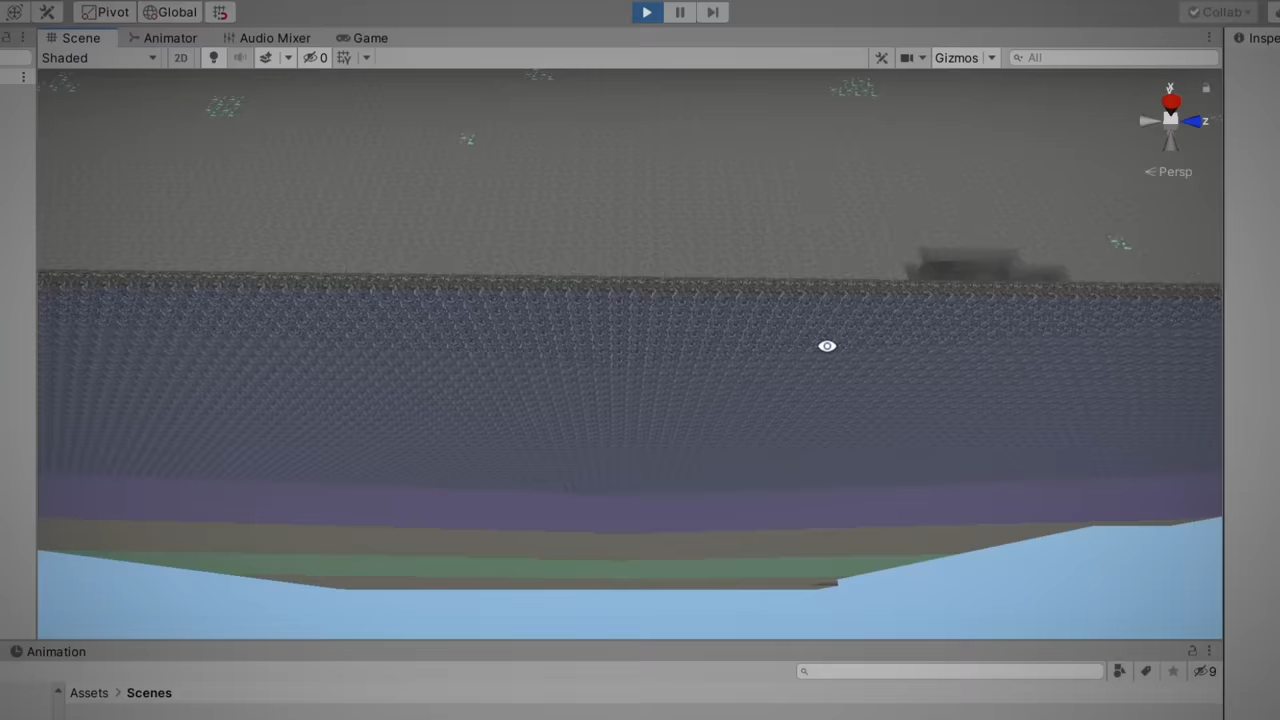 Pivot Global Collab
Scene Animator Audio Mixer Game Inspe
Shaded 2D 0 Gizmos All
y
z
Persp
Animation
9
Assets > Scenes